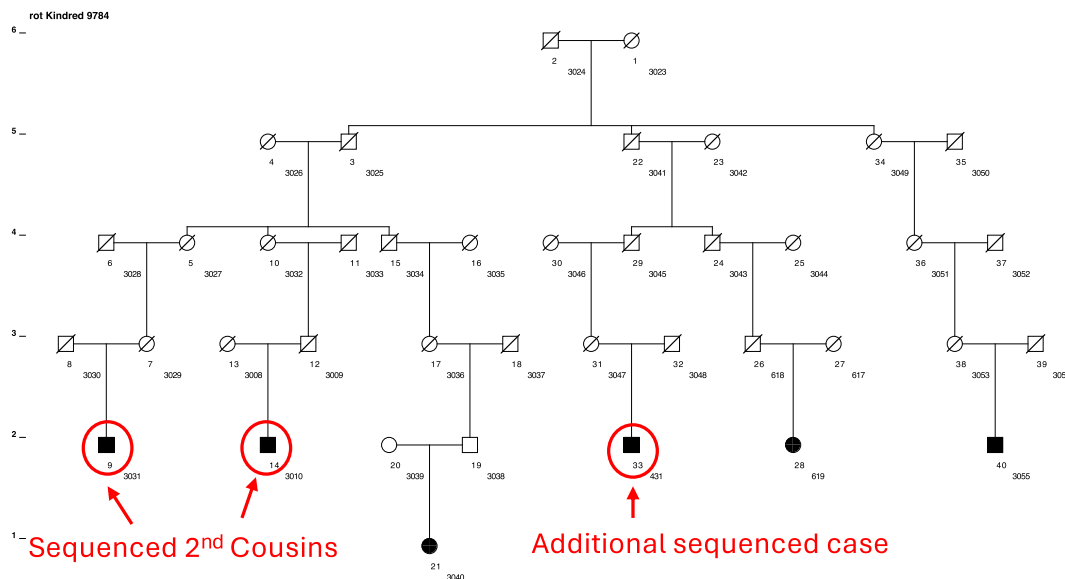 rot Kindred 9784
6
2 1
3024 3023
5
4 3 22 23 34 35
3026 3025 3041 3042 3049 3050
4
6 5 10 11 15 16 30 29 24 25 36 37
3028 3027 3032 3033 3034 3035 3046 3045 3043 3044 3051 3052
3
8 7 13 12 17 18 31 32 26 27 38 39
3030 3029 3008 3009 3036 3037 3047 3048 618 617 3053 305
2
9 14 20 19 33 28 40
3031 3010 3039 3038 431 619 3055
1
Sequenced 2nd Cousins
Additional sequenced case
21
3040